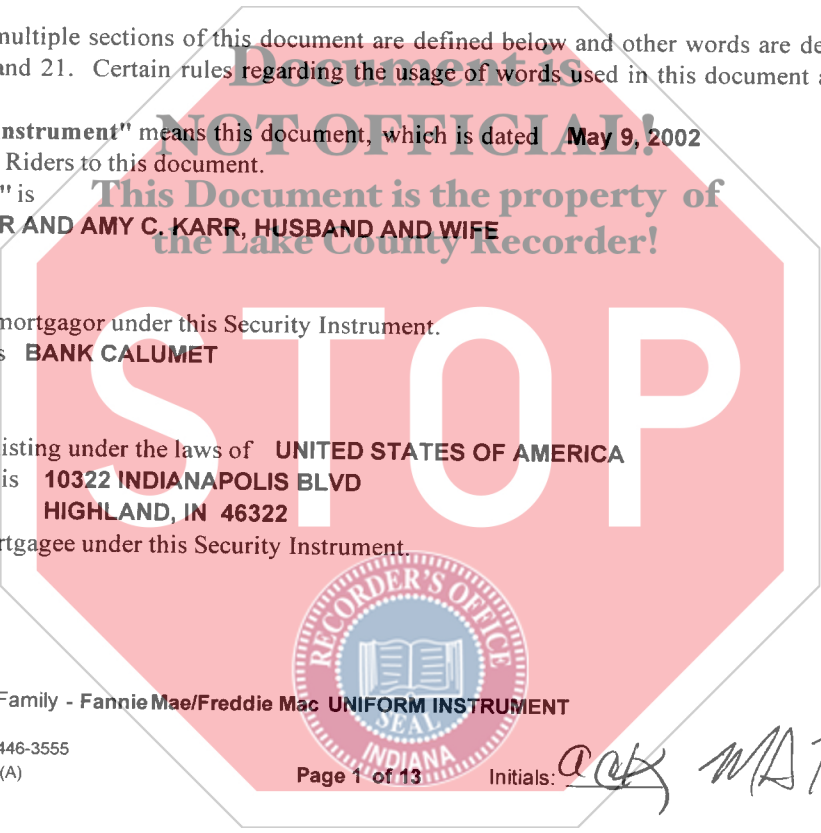 multiple sections of this document are defined below and other words are de
and 21. Certain rules regarding the usage of words used in this document a
Document is
nstrument" means this document, which is dated May 9, 2002
NOT OFFICIAL!
Riders to this document.
" is
This Document is the property of
R AND AMY C. KARR, HUSBAND AND WIFE
the Lake County Recorder!
mortgagor under this Security Instrument.
s BANK CALUMET
STOP
isting under the laws of UNITED STATES OF AMERICA
is 10322 INDIANAPOLIS BLVD
HIGHLAND, IN 46322
rtgagee under this Security Instrument.
RECORDER'S OFFICE
SEAL
INDIANA
Family - Fannie Mae/Freddie Mac UNIFORM INSTRUMENT
446-3555
(A)
Page 1 of 13 Initials: ack